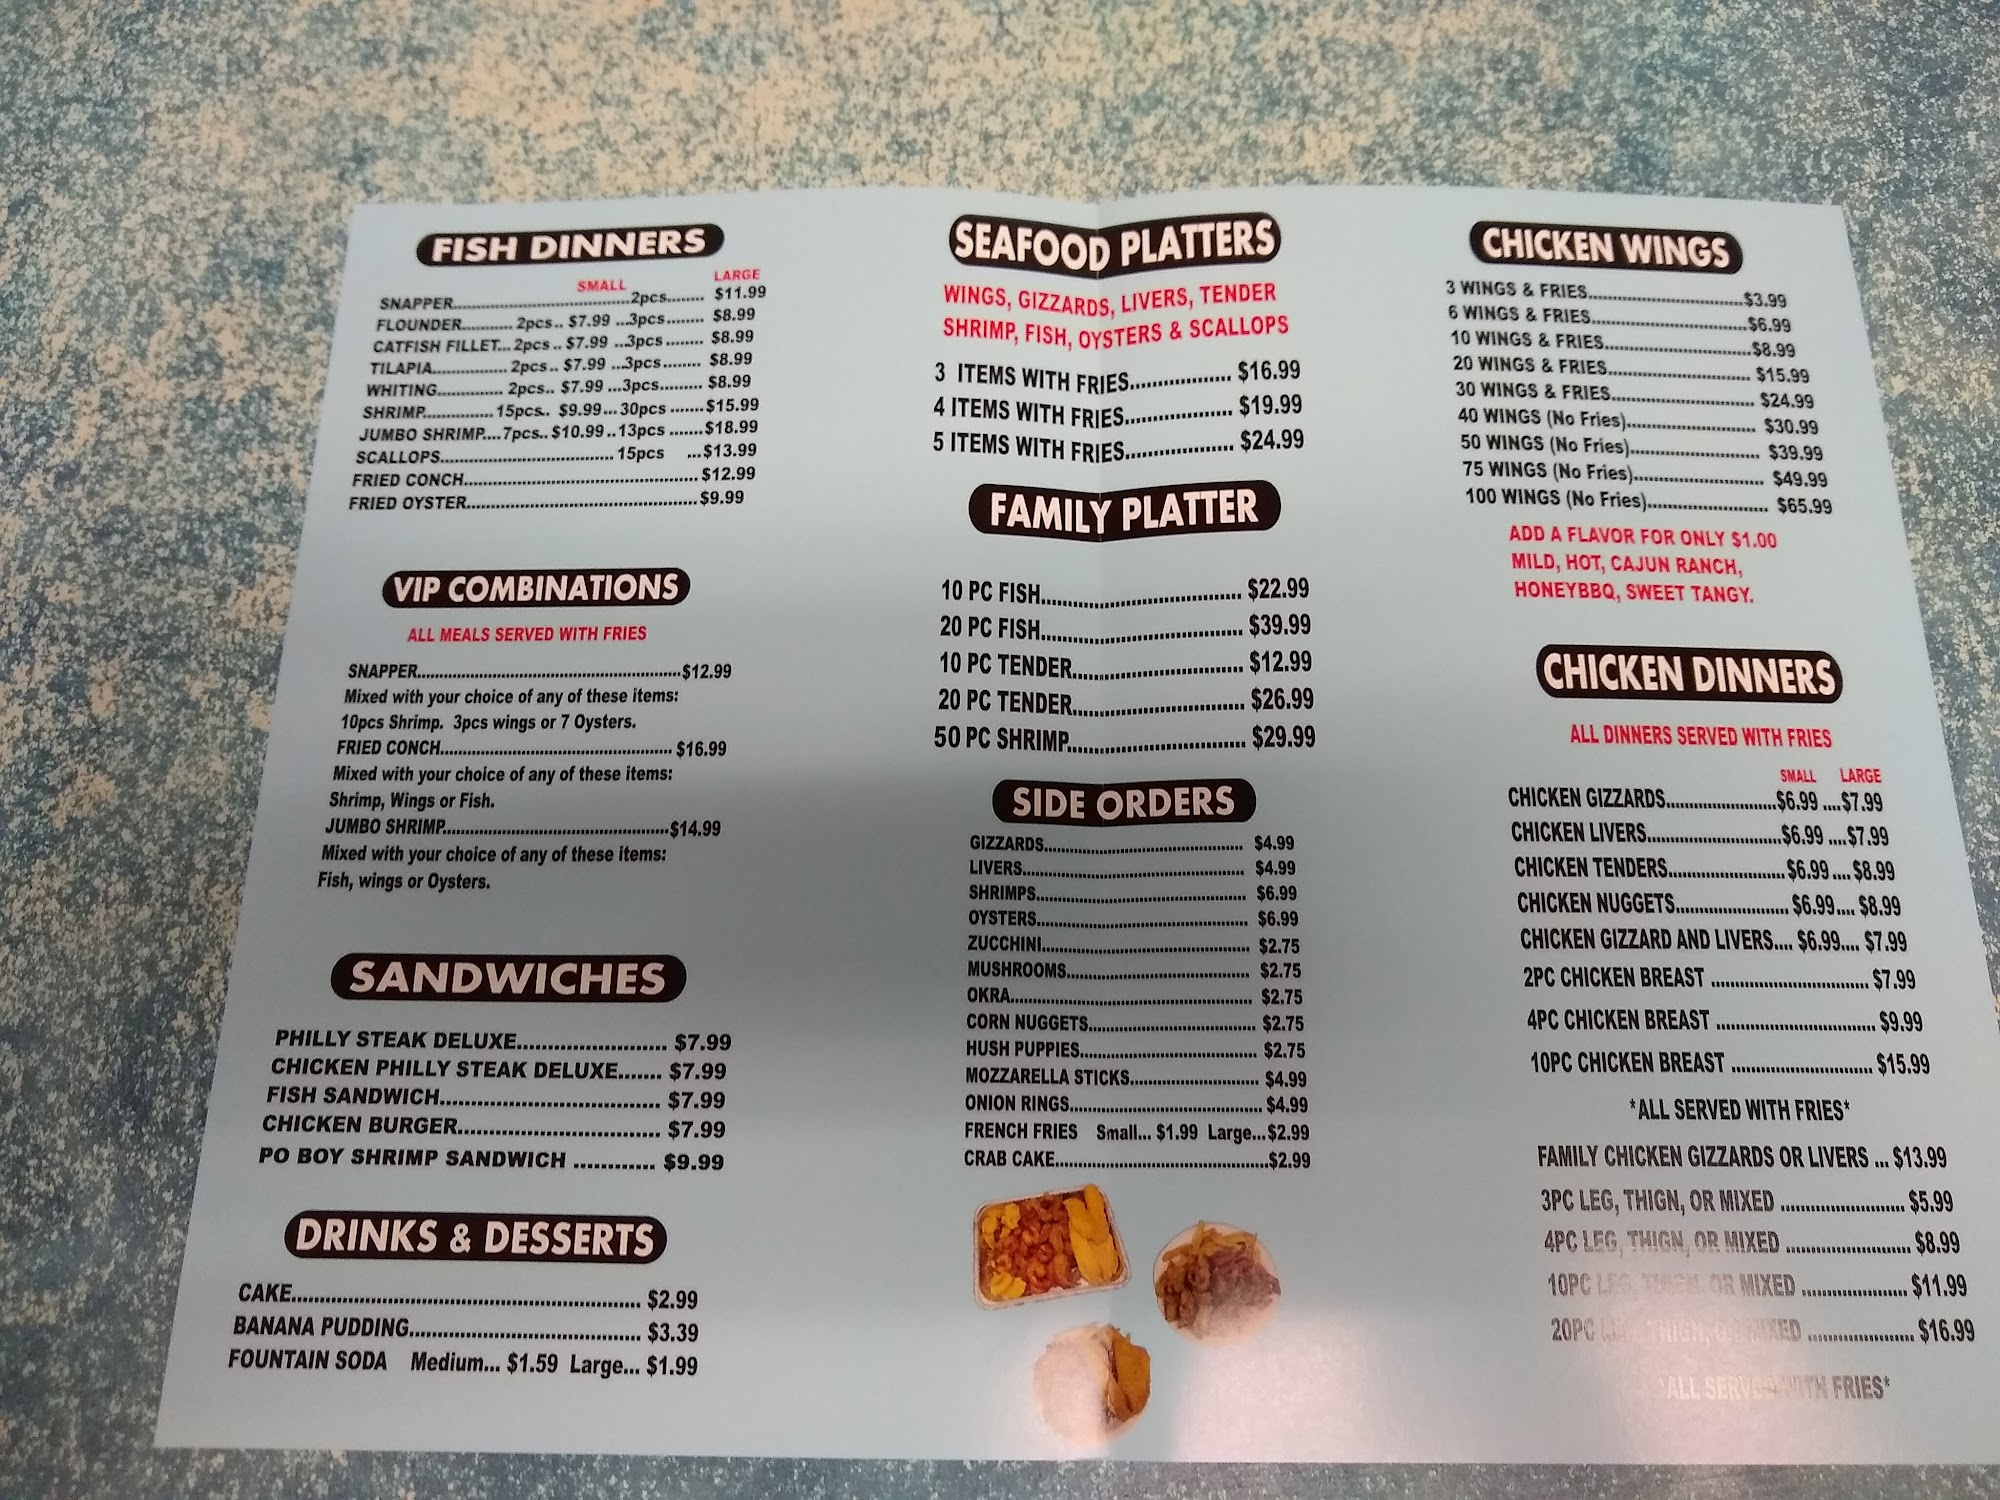 FISH DINNERS
SMALL LARGE
SNAPPER.......................................2pcs........ $11.99
FLOUNDER........... 2pcs.. $7.99 ...3pcs........ $8.99
CATFISH FILLET... 2pcs .. $7.99 ...3pcs ........ $8.99
TILAPIA................ 2pcs.. $7.99 ...3pcs........ $8.99
WHITING............... 2pcs.. $7.99 ...3pcs......... $8.99
SHRIMP............... 15pcs.. $9.99... 30pcs .......$15.99
JUMBO SHRIMP....7pcs.. $10.99 ..13pcs .......$18.99
SCALLOPS...................................... 15pcs ...$13.99
FRIED CONCH................................................... $12.99
FRIED OYSTER..................................................$9.99
VIP COMBINATIONS
ALL MEALS SERVED WITH FRIES
SNAPPER............................................................$12.99
Mixed with your choice of any of these items:
10pcs Shrimp. 3pcs wings or 7 Oysters.
FRIED CONCH..................................................... $16.99
Mixed with your choice of any of these items:
Shrimp, Wings or Fish.
JUMBO SHRIMP...................................................$14.99
Mixed with your choice of any of these items:
Fish, wings or Oysters.
SANDWICHES
PHILLY STEAK DELUXE........................ $7.99
CHICKEN PHILLY STEAK DELUXE....... $7.99
FISH SANDWICH................................... $7.99
CHICKEN BURGER................................ $7.99
PO BOY SHRIMP SANDWICH ............ $9.99
DRINKS & DESSERTS
CAKE......................................................... $2.99
BANANA PUDDING...................................... $3.39
FOUNTAIN SODA Medium... $1.59 Large... $1.99
SEAFOOD PLATTERS
WINGS, GIZZARDS, LIVERS, TENDER
SHRIMP, FISH, OYSTERS & SCALLOPS
3 ITEMS WITH FRIES................. $16.99
4 ITEMS WITH FRIES.................. $19.99
5 ITEMS WITH FRIES.................. $24.99
FAMILY PLATTER
10 PC FISH................................. $22.99
20 PC FISH................................. $39.99
10 PC TENDER............................ $12.99
20 PC TENDER............................ $26.99
50 PC SHRIMP............................. $29.99
SIDE ORDERS
GIZZARDS....................................... $4.99
LIVERS........................................... $4.99
SHRIMPS......................................... $6.99
OYSTERS......................................... $6.99
ZUCCHINI........................................ $2.75
MUSHROOMS.................................. $2.75
OKRA.............................................. $2.75
CORN NUGGETS............................... $2.75
HUSH PUPPIES................................. $2.75
MOZZARELLA STICKS......................... $4.99
ONION RINGS..................................... $4.99
FRENCH FRIES Small... $1.99 Large...$2.99
CRAB CAKE.........................................$2.99
CHICKEN WINGS
3 WINGS & FRIES.............................$3.99
6 WINGS & FRIES.............................$6.99
10 WINGS & FRIES...........................$8.99
20 WINGS & FRIES........................... $15.99
30 WINGS & FRIES........................... $24.99
40 WINGS (No Fries)........................ $30.99
50 WINGS (No Fries)........................ $39.99
75 WINGS (No Fries)........................ $49.99
100 WINGS (No Fries)...................... $65.99
ADD A FLAVOR FOR ONLY $1.00
MILD, HOT, CAJUN RANCH,
HONEYBBQ, SWEET TANGY.
CHICKEN DINNERS
ALL DINNERS SERVED WITH FRIES
SMALL LARGE
CHICKEN GIZZARDS........................$6.99 ....$7.99
CHICKEN LIVERS.............................$6.99 ....$7.99
CHICKEN TENDERS.........................$6.99 .... $8.99
CHICKEN NUGGETS........................ $6.99.... $8.99
CHICKEN GIZZARD AND LIVERS.... $6.99.... $7.99
2PC CHICKEN BREAST .................................. $7.99
4PC CHICKEN BREAST .................................. $9.99
10PC CHICKEN BREAST .............................. $15.99
*ALL SERVED WITH FRIES*
FAMILY CHICKEN GIZZARDS OR LIVERS ... $13.99
3PC LEG, THIGN, OR MIXED .......................... $5.99
4PC LEG, THIGN, OR MIXED .......................... $8.99
10PC LEG, THIGN, OR MIXED ...................... $11.99
20PC THIGN, OR MIXED ...................... $16.99
*ALL SERVED WITH FRIES*